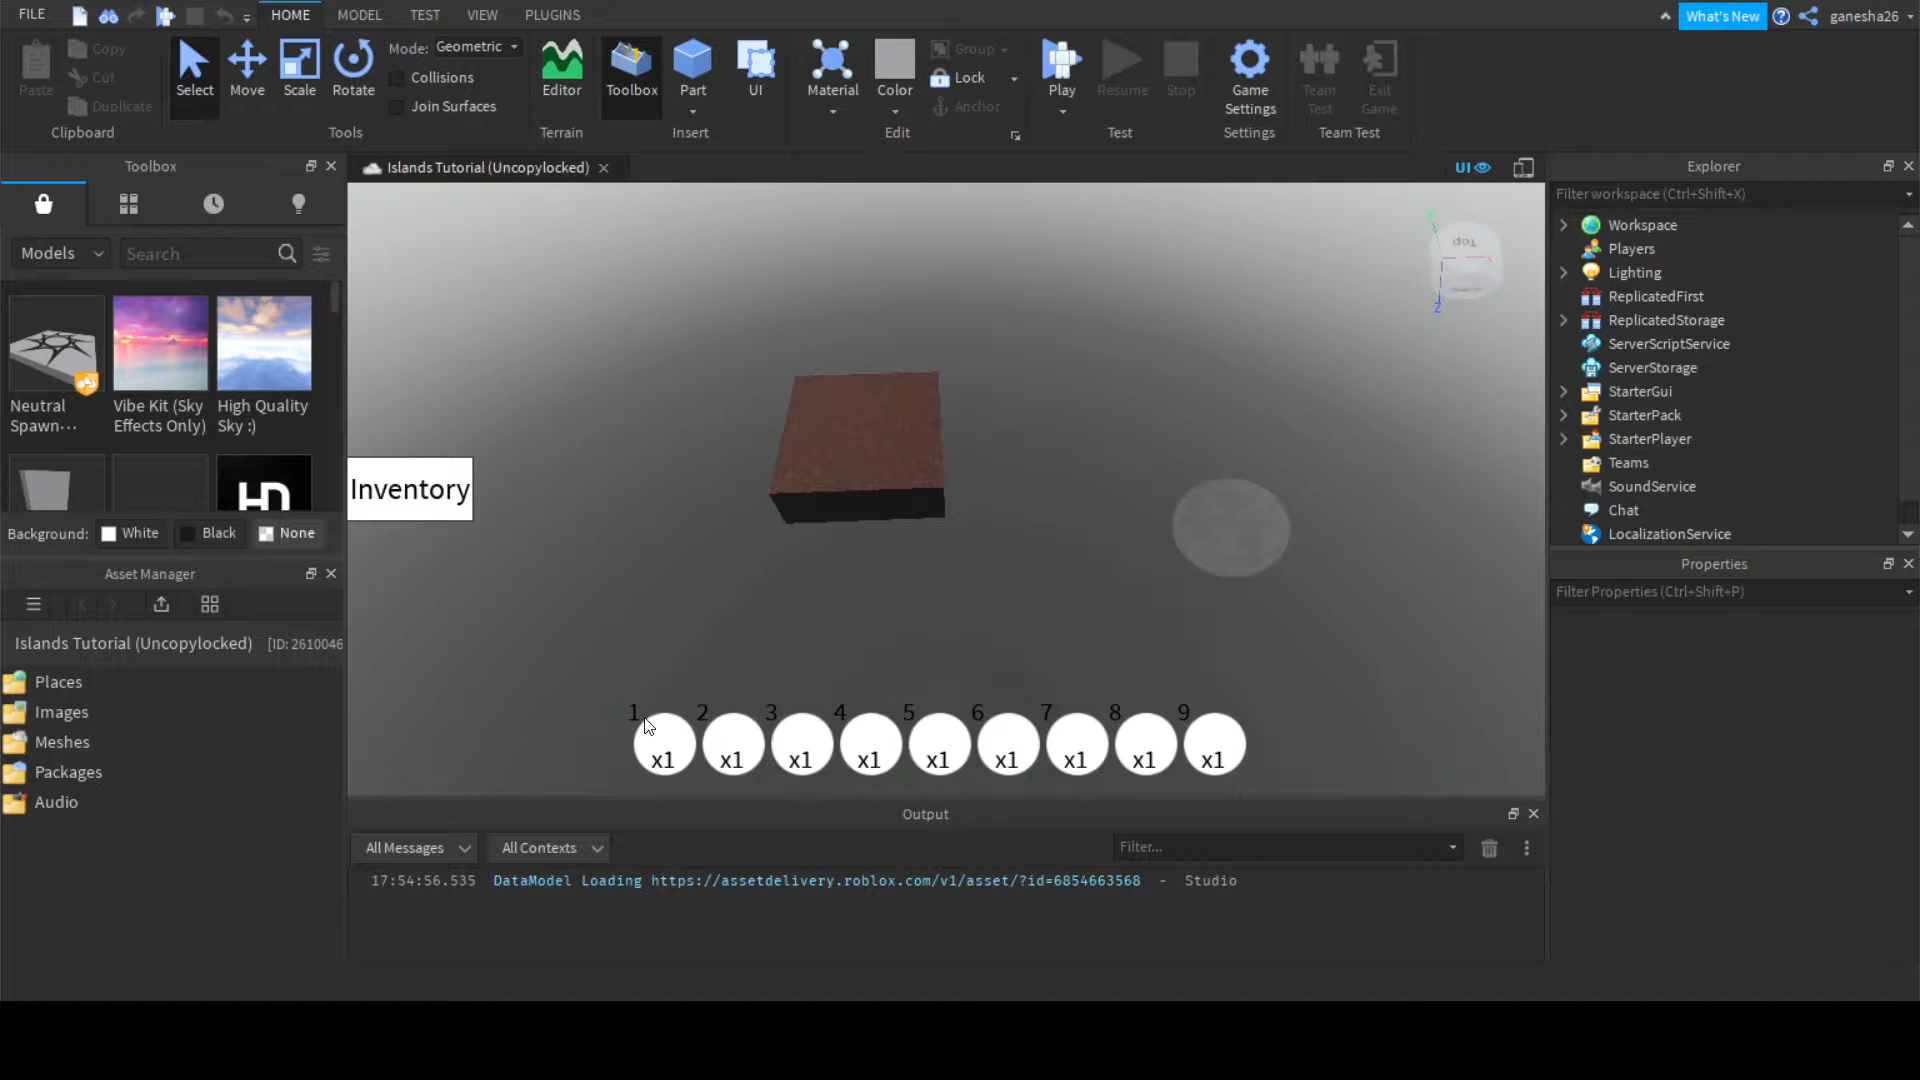 FILE HOME MODEL TEST VIEW PLUGINS What's New ganesha26
Paste Copy Cut Duplicate Clipboard
Select Move Scale Rotate Mode: Geometric Collisions Join Surfaces Tools
Editor Terrain
Toolbox Part UI Insert
Material Color Group Lock Anchor Edit
Play Resume Stop Test
Game Settings Settings
Team Test Exit Game Team Test
Toolbox
Models Search
Neutral Spawn...
Vibe Kit (Sky Effects Only)
High Quality Sky :)
HD
Background: White Black None
Asset Manager
Islands Tutorial (Uncopylocked) [ID: 2610046
Places
Images
Meshes
Packages
Audio
Islands Tutorial (Uncopylocked)
UI
Top
X
Z
Inventory
1 2 3 4 5 6 7 8 9
x1 x1 x1 x1 x1 x1 x1 x1 x1
Output
All Messages All Contexts Filter...
17:54:56.535 DataModel Loading https://assetdelivery.roblox.com/v1/asset/?id=6854663568 - Studio
Explorer
Filter workspace (Ctrl+Shift+X)
Workspace
Players
Lighting
ReplicatedFirst
ReplicatedStorage
ServerScriptService
ServerStorage
StarterGui
StarterPack
StarterPlayer
Teams
SoundService
Chat
LocalizationService
Properties
Filter Properties (Ctrl+Shift+P)